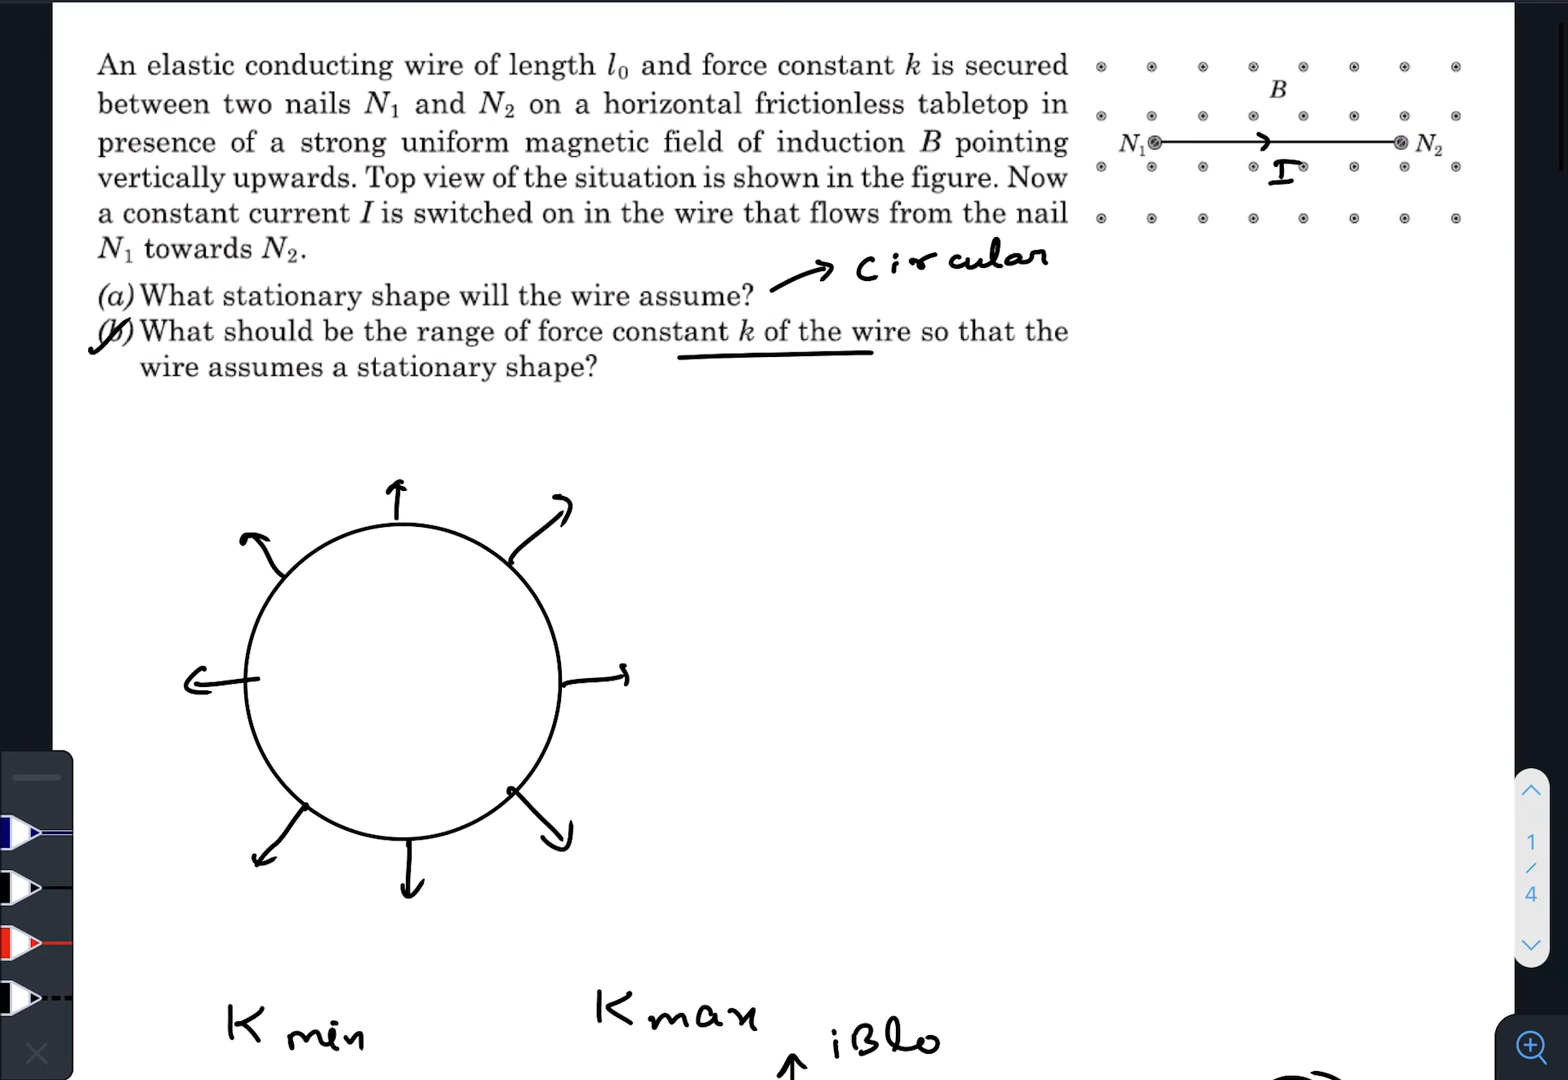 An elastic conducting wire of length l₀ and force constant k is secured
between two nails N₁ and N₂ on a horizontal frictionless tabletop in
presence of a strong uniform magnetic field of induction B pointing
vertically upwards. Top view of the situation is shown in the figure. Now
a constant current I is switched on in the wire that flows from the nail
N₁ towards N₂.
(a) What stationary shape will the wire assume?
circular
(b) What should be the range of force constant k of the wire so that the
wire assumes a stationary shape?
B
N₁ N₂
I
K min
K max
iBlo
1
/
4